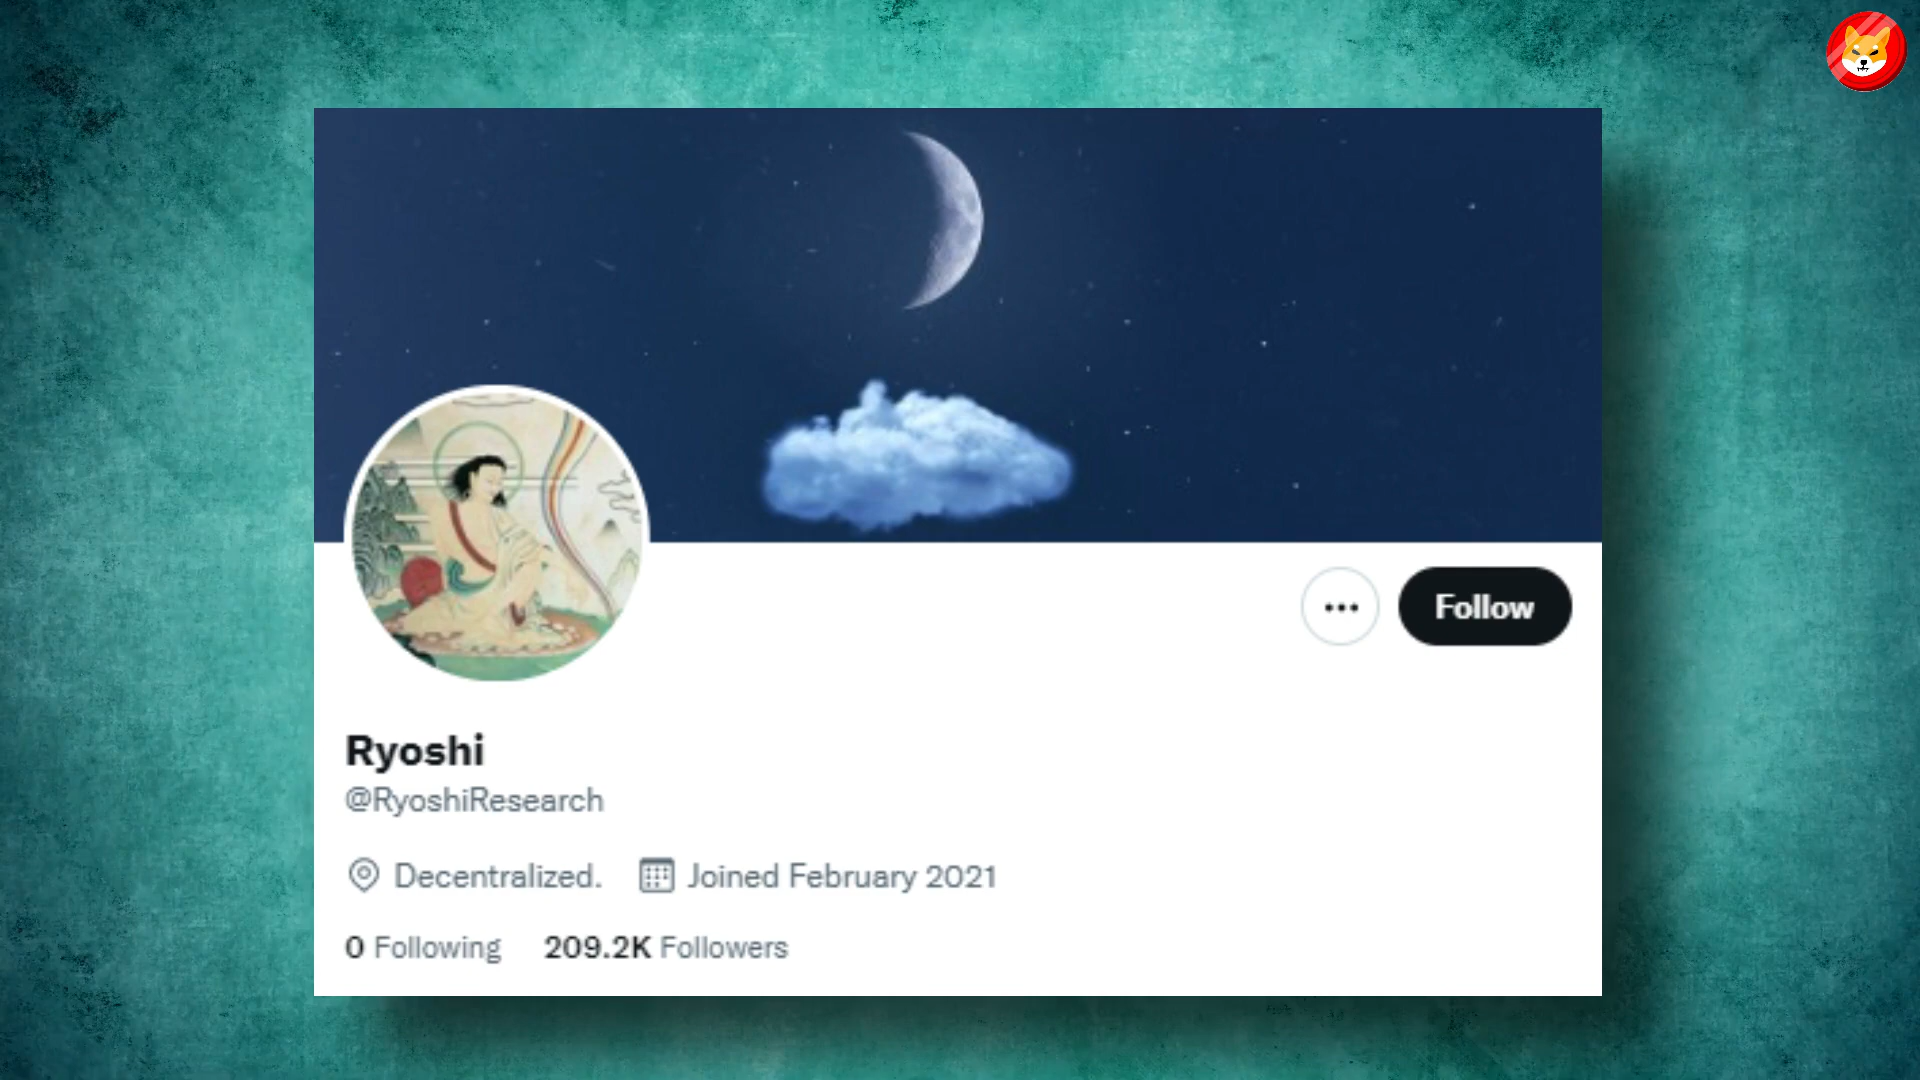 Follow
Ryoshi
@RyoshiResearch
Decentralized. Joined February 2021
0 Following 209.2K Followers